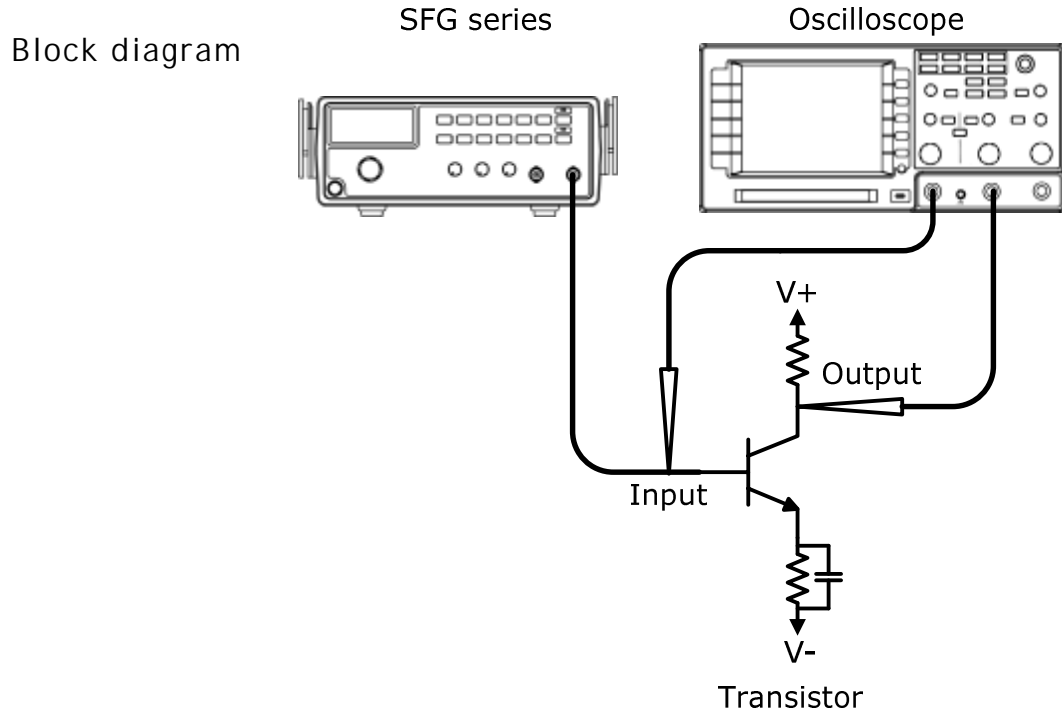 SFG series
Oscilloscope
Block diagram
V+
Output
Input
V-
Transistor